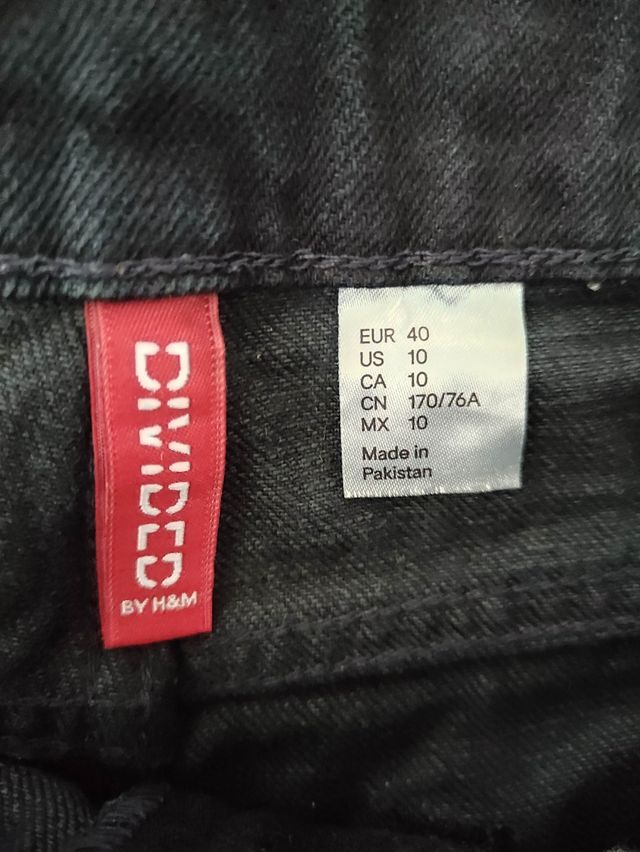 DIVIDED
BY H&M
EUR 40
US 10
CA 10
CN 170/76A
MX 10
Made in
Pakistan